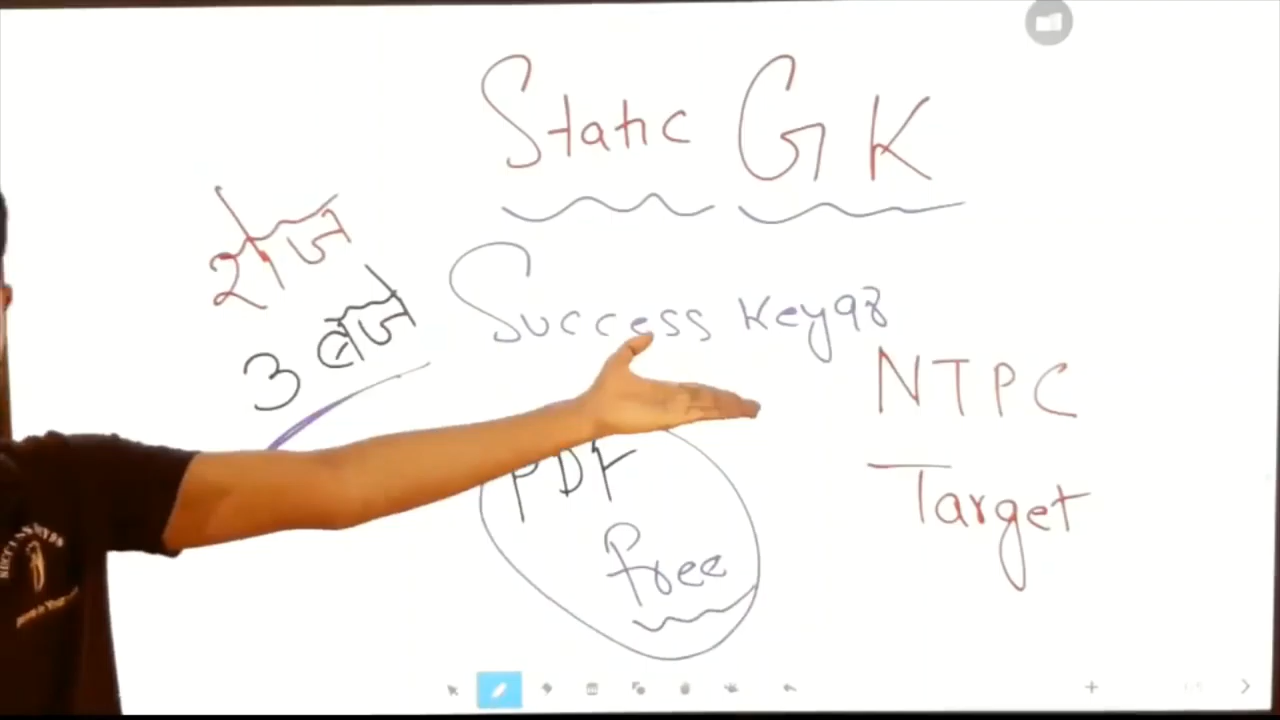 Static GK
रोज
3 बजे
Success Key98
NTPC
Target
PDF
free